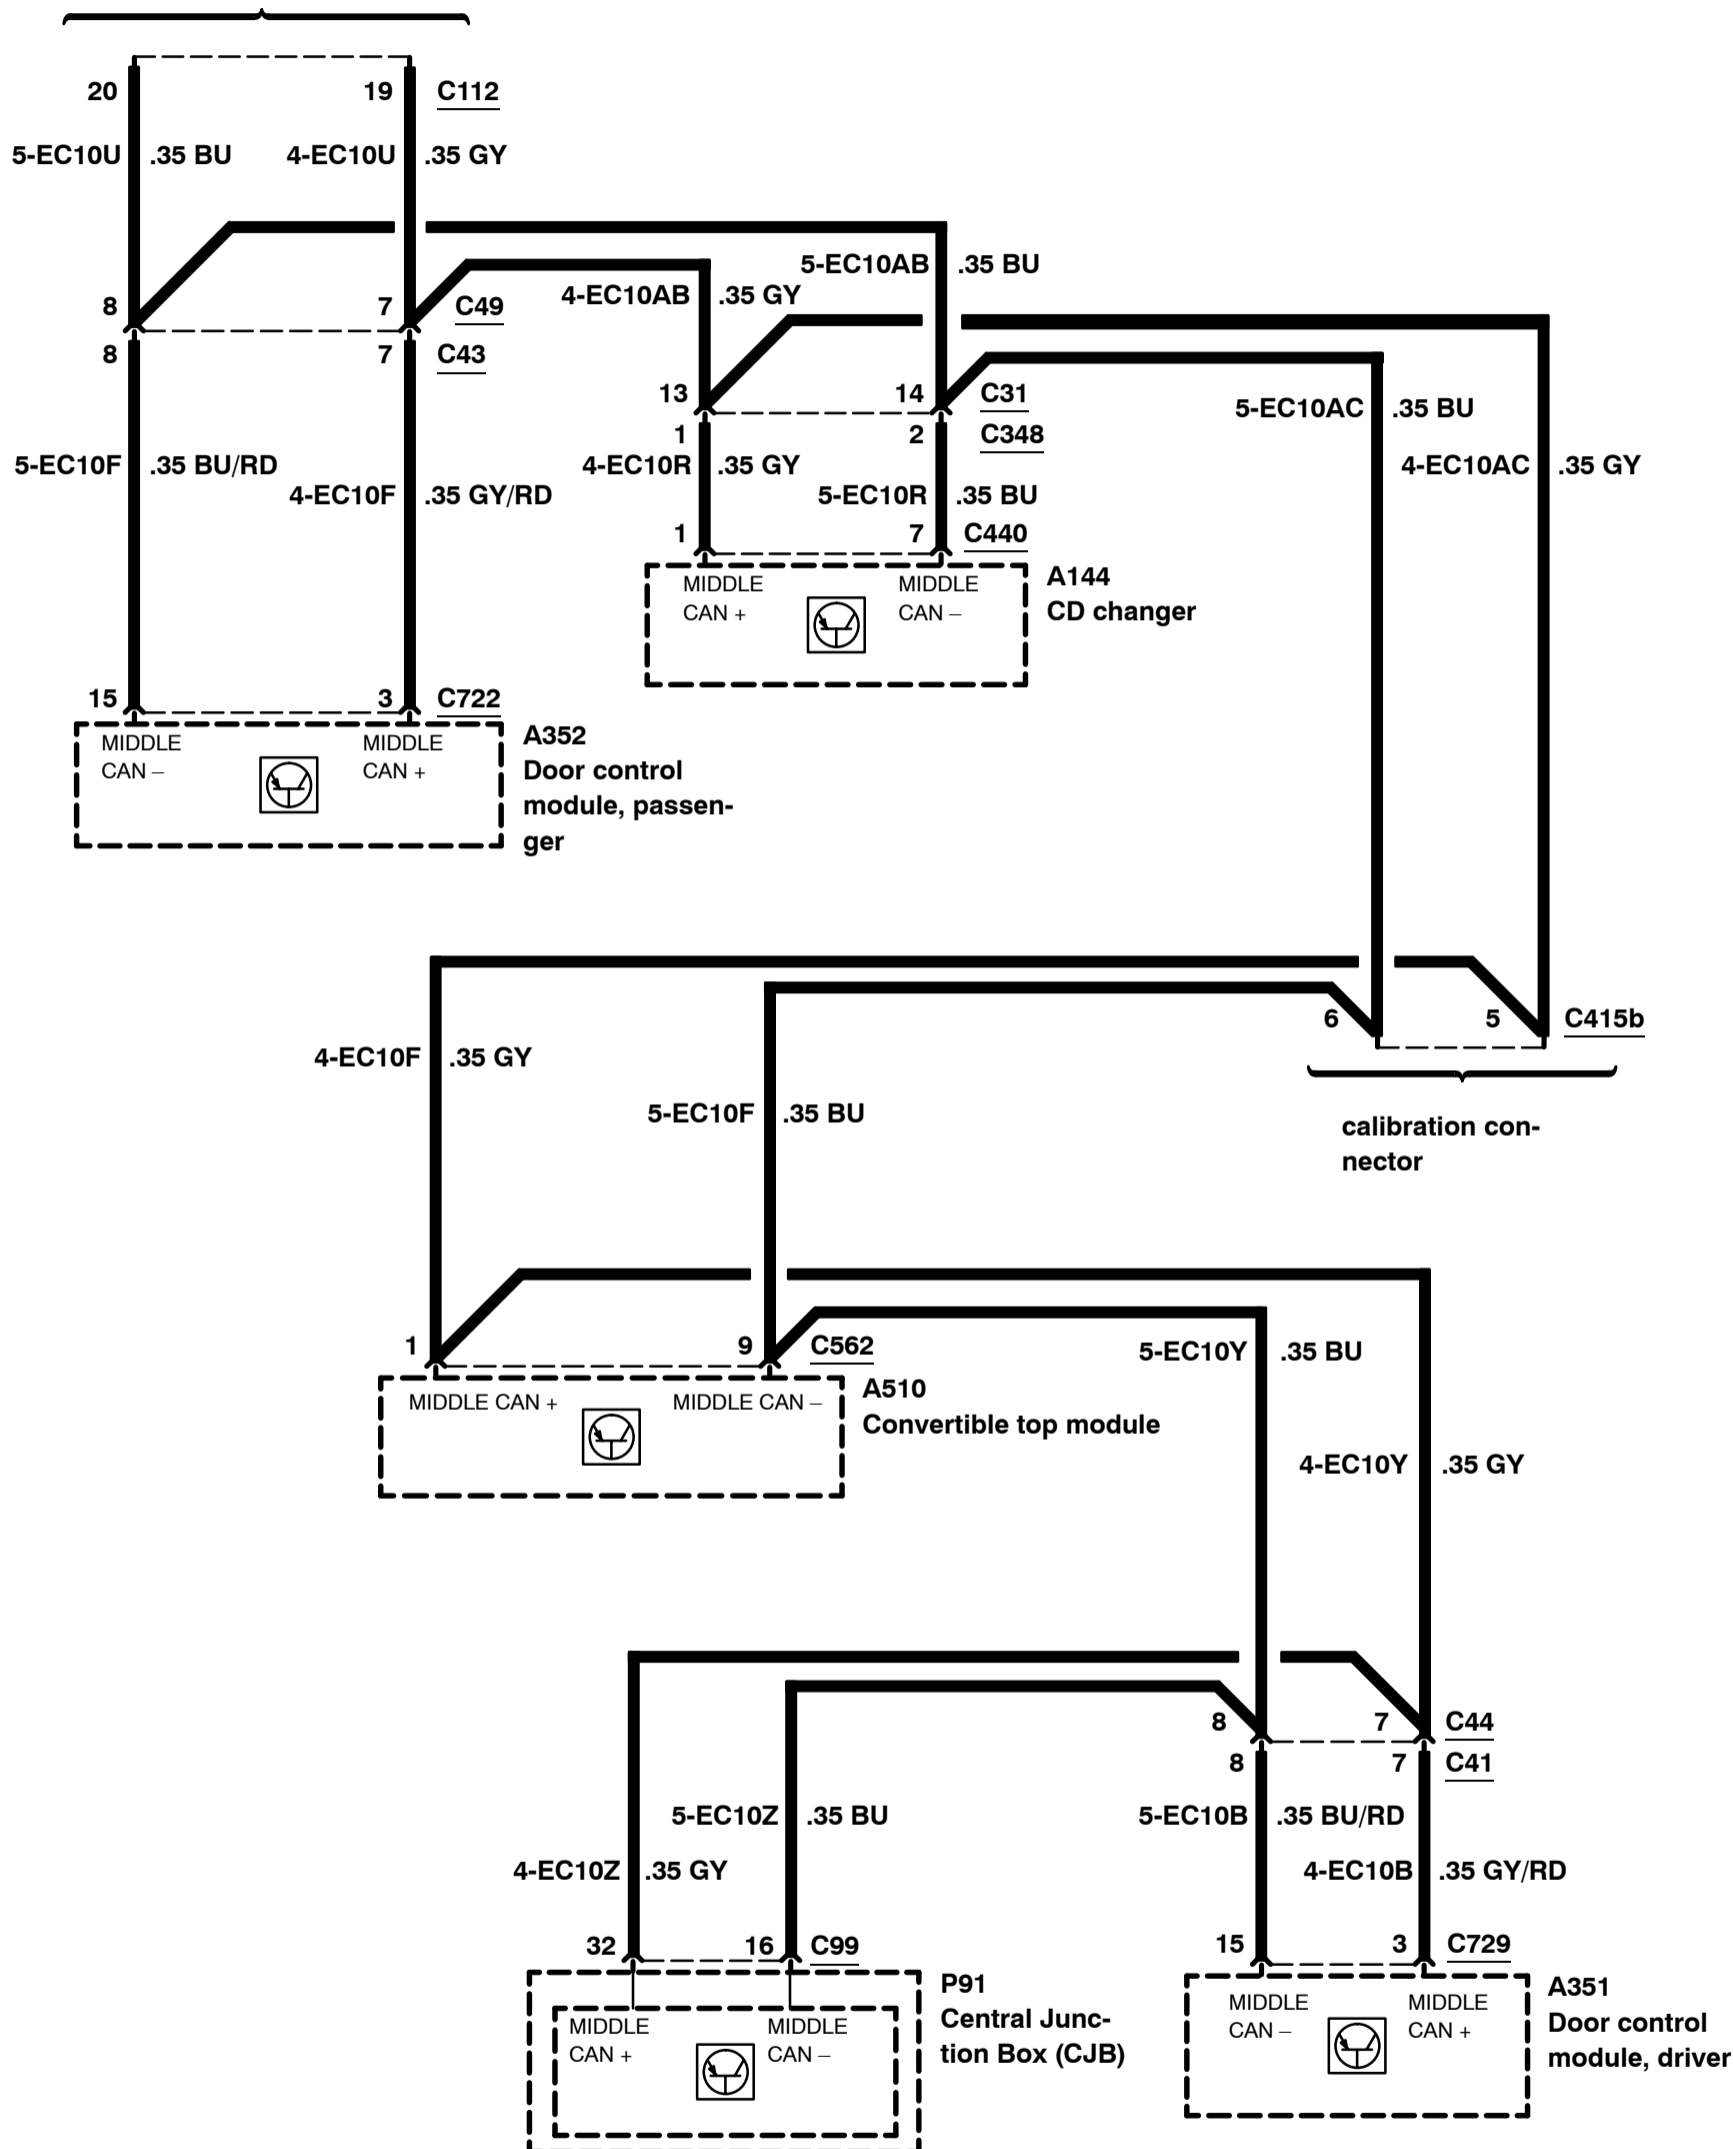 20 19 C112
5-EC10U .35 BU 4-EC10U .35 GY
5-EC10AB .35 BU
4-EC10AB .35 GY
8 7 C49
8 7 C43
13 14 C31
5-EC10AC .35 BU
1 2 C348
5-EC10F .35 BU/RD 4-EC10R .35 GY 4-EC10AC .35 GY
4-EC10F .35 GY/RD 5-EC10R .35 BU
1 7 C440
MIDDLE MIDDLE A144
CAN + CAN – CD changer
15 3 C722
MIDDLE MIDDLE A352
CAN – CAN + Door control
module, passen-
ger
6 5 C415b
4-EC10F .35 GY
5-EC10F .35 BU
calibration con-
nector
1 9 C562
5-EC10Y .35 BU
A510
MIDDLE CAN + MIDDLE CAN –
Convertible top module
4-EC10Y .35 GY
8 7 C44
8 7 C41
5-EC10Z .35 BU 5-EC10B .35 BU/RD
4-EC10Z .35 GY 4-EC10B .35 GY/RD
32 16 C99 15 3 C729
P91 A351
Central Junc-
tion Box (CJB)
MIDDLE MIDDLE
CAN + CAN –
MIDDLE MIDDLE
CAN – CAN +
Door control
module, driver